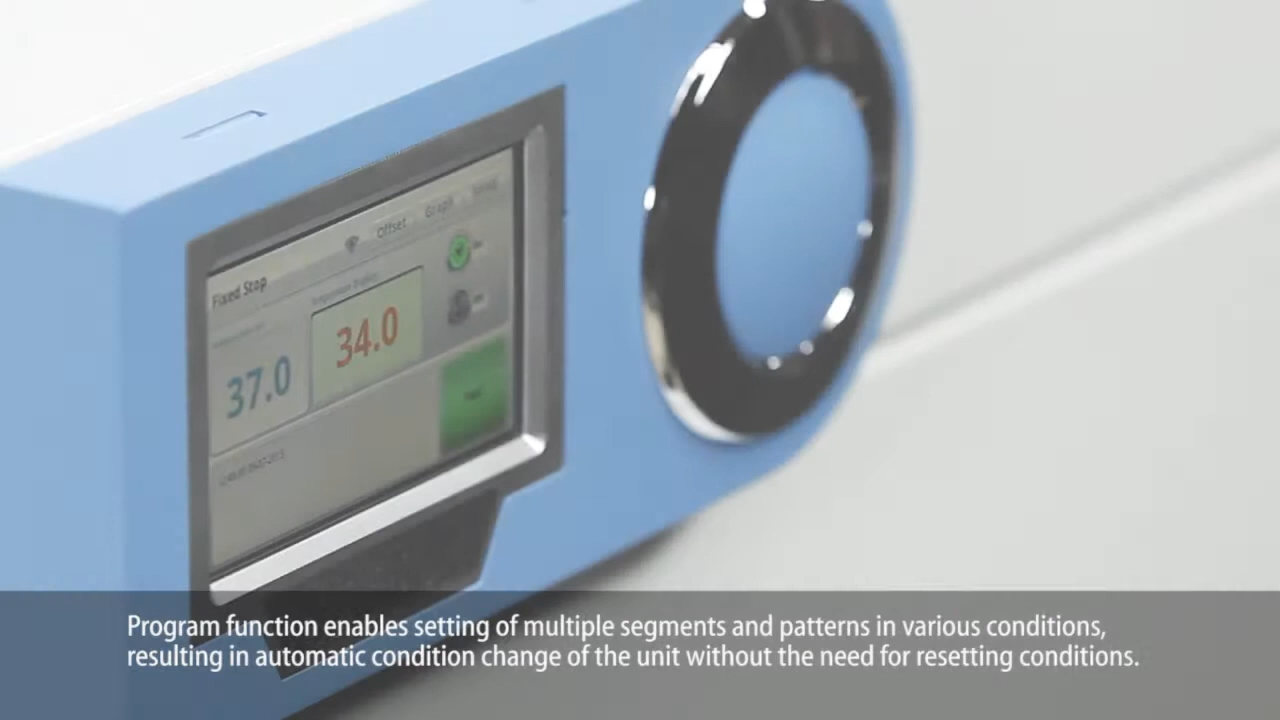 Offset
Graph
Fixed Stop
34.0
37.0
Program function enables setting of multiple segments and patterns in various conditions,
resulting in automatic condition change of the unit without the need for resetting conditions.